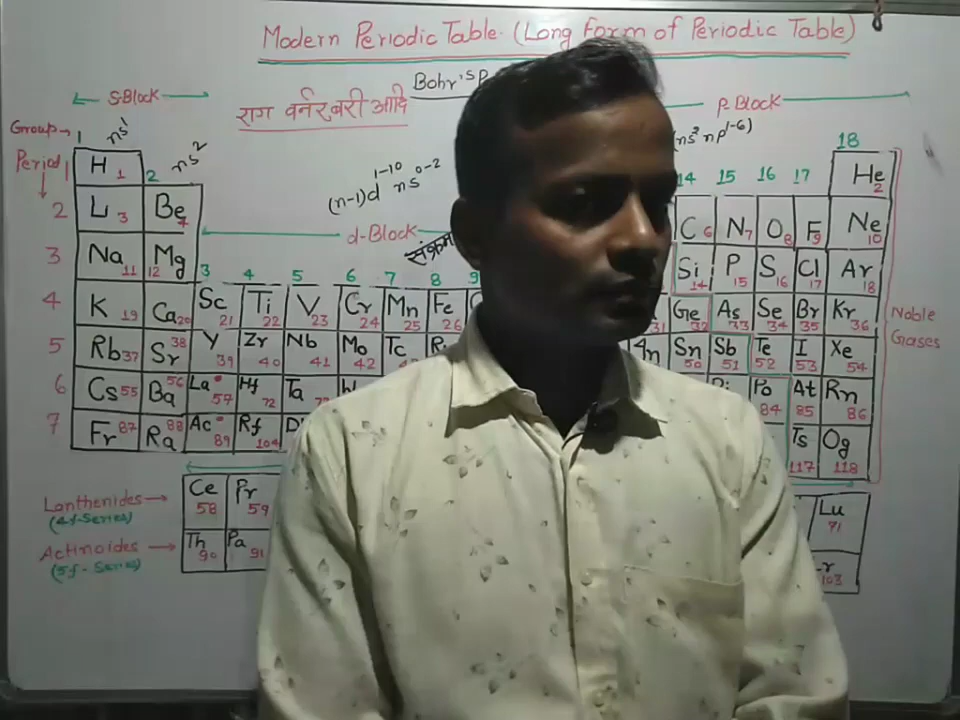 Modern Periodic Table (Long Form of Periodic Table)
S-Block
Bohr's
p-Block
राग वर्नर, बरी आदि
Group→ 1 ns¹
(ns² np¹⁻⁶)
18
Period 1 H 1 2 ns² 14 15 16 17 He 2
(n-1)d¹⁻¹⁰ ns⁰⁻²
2 Li 3 Be 4 C 6 N 7 O 8 F 9 Ne 10
d-Block
3 Na 11 12 Mg 3 4 5 6 7 8 Si 14 P 15 S 16 Cl 17 Ar 18
4 K 19 Ca 20 Sc 21 Ti 22 V 23 Cr 24 Mn 25 Fe 26 31 Ge 32 As 33 Se 34 Br 35 Kr 36
Noble
Gases
5 Rb 37 Sr 38 Y 39 Zr 40 Nb 41 Mo 42 Tc Sn 50 Sb 51 Te 52 I 53 Xe 54
6 Cs 55 Ba 56 La 57 Hf 72 Ta Po 84 At 85 Rn 86
7 Fr 87 Ra 88 Ac 89 Rf 104 Ts 117 Og 118
Lanthenides→ Ce 58 Pr 59 Lu 71
(4f-Series)
Actinoides → Th 90 Pa 91 103
(5f-Series)